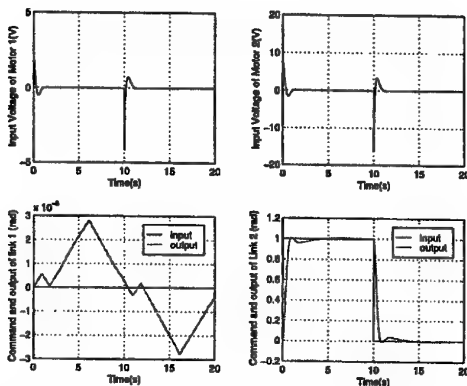 Input Voltage of Motor 1(V)
5
0
-5
0 5 10 15 20
Time(s)
Input Voltage of Motor 2(V)
20
10
0
-10
-20
0 5 10 15 20
Time(s)
Command and output of link 1 (rad)
3
2
1
0
-1
-2
-3
0 5 10 15 20
Time(s)
input
output
Command and output of Link 2 (rad)
1.2
1
0.8
0.6
0.4
0.2
0
-0.2
0 5 10 15 20
Time(s)
input
output